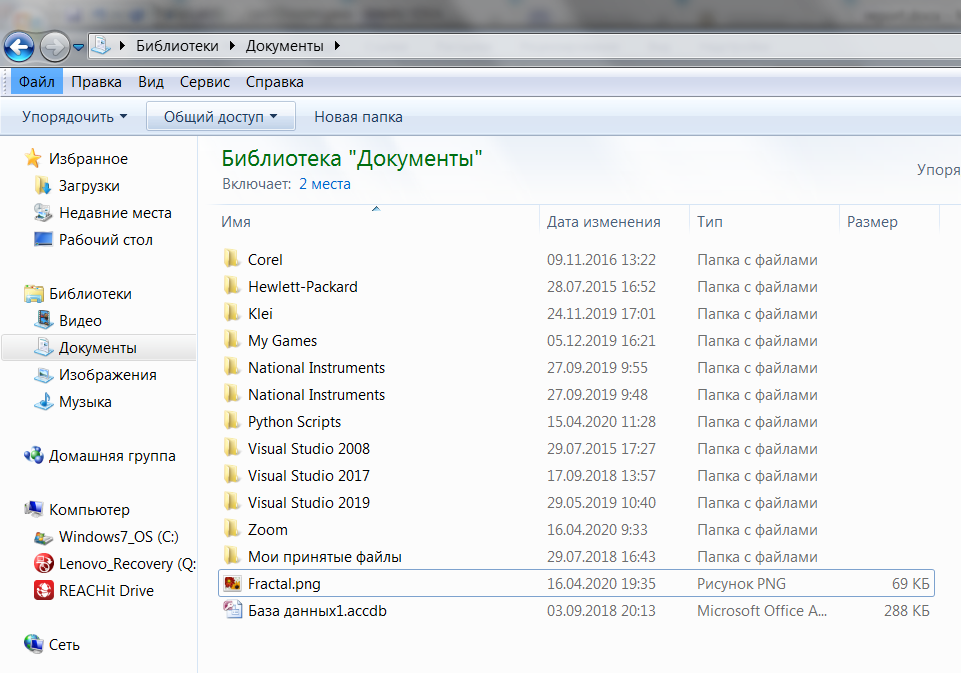 Библиотеки Документы
Файл Правка Вид Сервис Справка
Упорядочить Общий доступ Новая папка
Избранное
Загрузки
Недавние места
Рабочий стол
Библиотеки
Видео
Документы
Изображения
Музыка
Домашняя группа
Компьютер
Windows7_OS (C:)
Lenovo_Recovery (Q:
REACHit Drive
Сеть
Библиотека "Документы"
Включает: 2 места
Упоря
Имя Дата изменения Тип Размер
Corel 09.11.2016 13:22 Папка с файлами
Hewlett-Packard 28.07.2015 16:52 Папка с файлами
Klei 24.11.2019 17:01 Папка с файлами
My Games 05.12.2019 16:21 Папка с файлами
National Instruments 27.09.2019 9:55 Папка с файлами
National Instruments 27.09.2019 9:48 Папка с файлами
Python Scripts 15.04.2020 11:28 Папка с файлами
Visual Studio 2008 29.07.2015 17:27 Папка с файлами
Visual Studio 2017 17.09.2018 13:57 Папка с файлами
Visual Studio 2019 29.05.2019 10:40 Папка с файлами
Zoom 16.04.2020 9:33 Папка с файлами
Мои принятые файлы 29.07.2018 16:43 Папка с файлами
Fractal.png 16.04.2020 19:35 Рисунок PNG 69 КБ
База данных1.accdb 03.09.2018 20:13 Microsoft Office A... 288 КБ